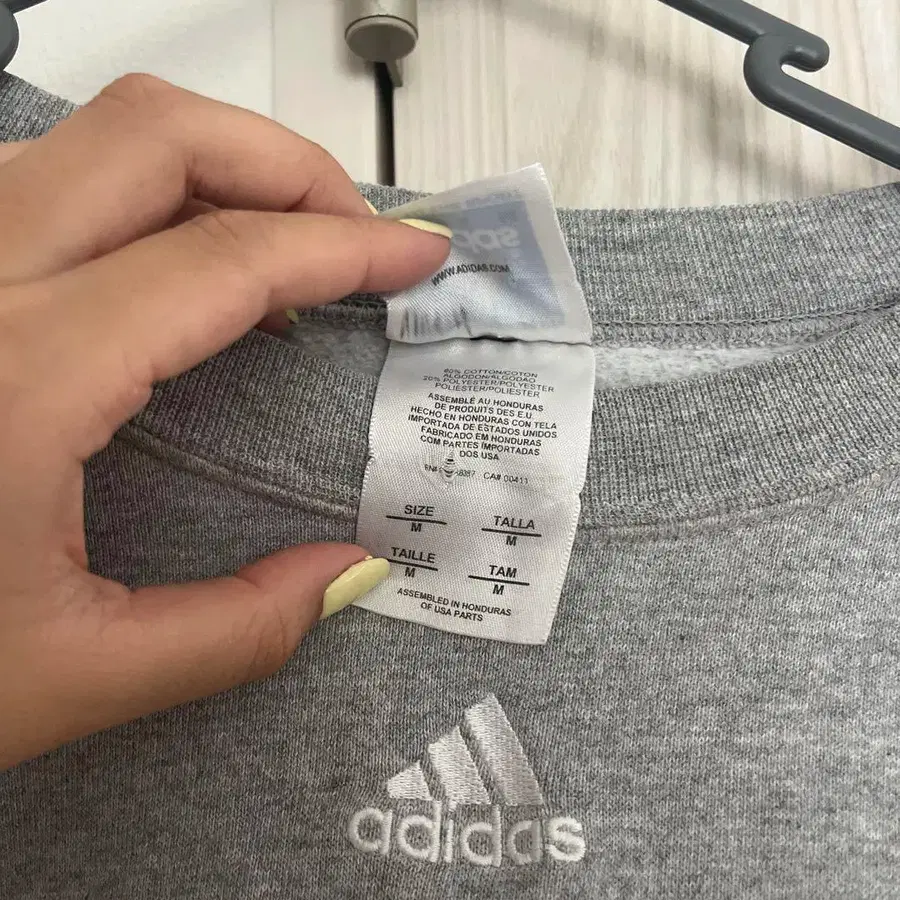 WWW.ADIDAS.COM
80% COTTON/COTON
ALGODON/ALGODAO
20% POLYESTER/POLYESTER
POLIESTER/POLIESTER
ASSEMBLÉ AU HONDURAS
DE PRODUITS DES E.U.
HECHO EN HONDURAS CON TELA
IMPORTADA DE ESTADOS UNIDOS
FABRICADO EM HONDURAS
COM PARTES IMPORTADAS
DOS USA
CA# 00411
SIZE
M
TALLA
M
TAILLE
M
TAM
M
ASSEMBLED IN HONDURAS
OF USA PARTS
adidas